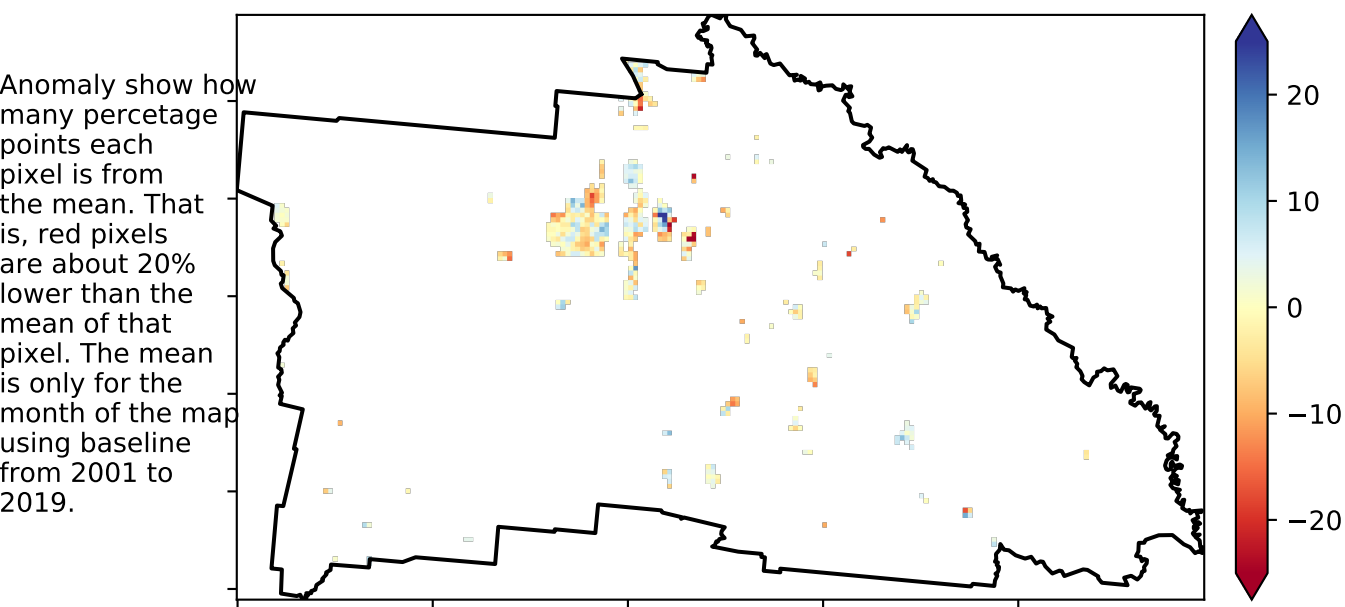 Anomaly show how
many percetage
points each
pixel is from
the mean. That
is, red pixels
are about 20%
lower than the
mean of that
pixel. The mean
is only for the
month of the map
using baseline
from 2001 to
2019.
20
10
0
−10
−20